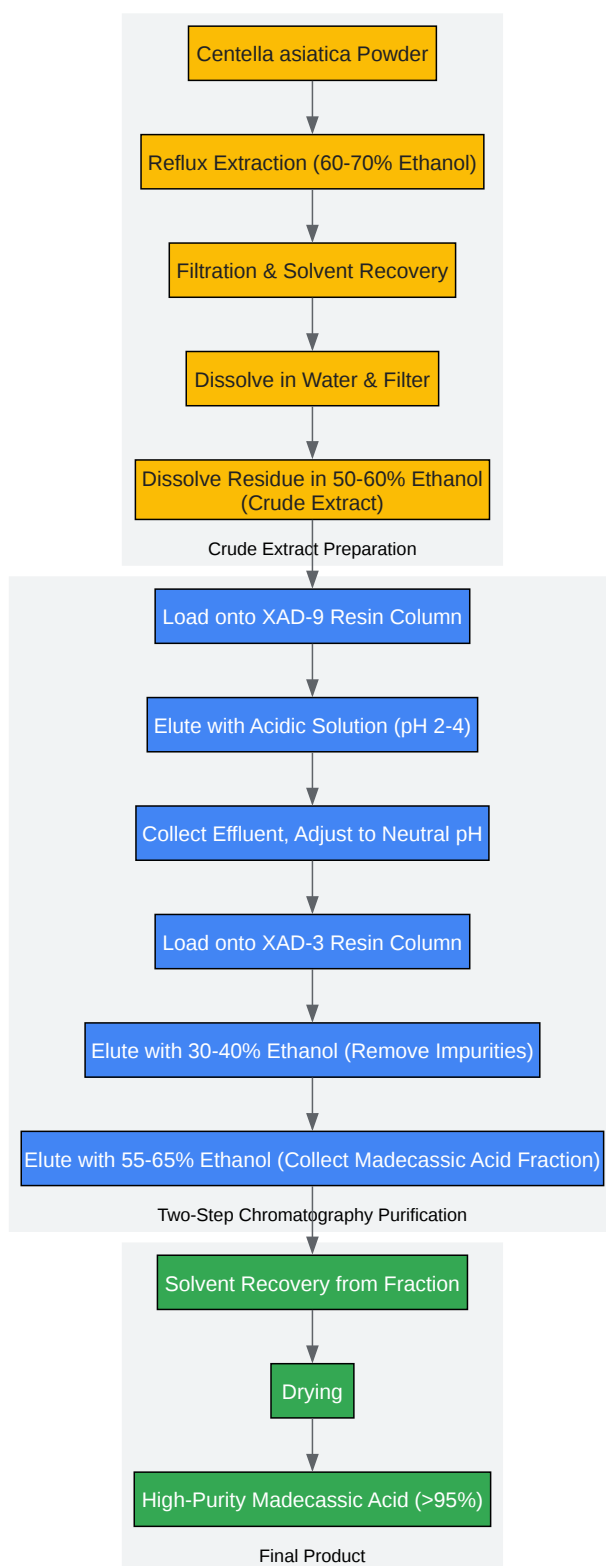 Centella asiatica Powder
Reflux Extraction (60-70% Ethanol)
Filtration & Solvent Recovery
Dissolve in Water & Filter
Dissolve Residue in 50-60% Ethanol
(Crude Extract)
Crude Extract Preparation
Load onto XAD-9 Resin Column
Elute with Acidic Solution (pH 2-4)
Collect Effluent, Adjust to Neutral pH
Load onto XAD-3 Resin Column
Elute with 30-40% Ethanol (Remove Impurities)
Elute with 55-65% Ethanol (Collect Madecassic Acid Fraction)
Two-Step Chromatography Purification
Solvent Recovery from Fraction
Drying
High-Purity Madecassic Acid (>95%)
Final Product